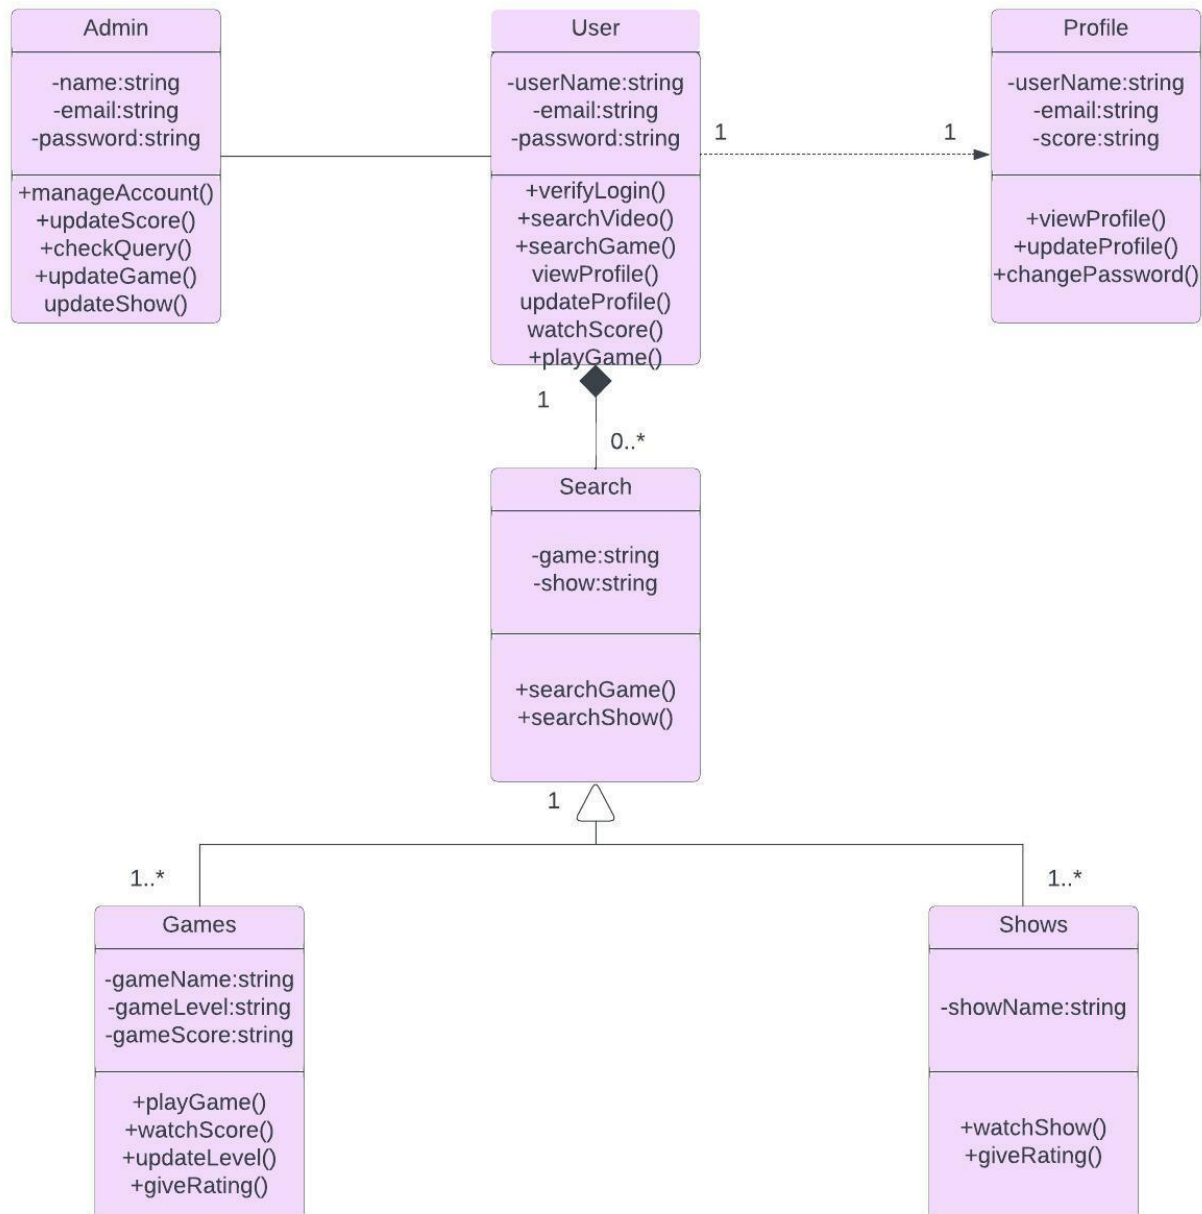 Admin
-name:string
-email:string
-password:string
+manageAccount()
+updateScore()
+checkQuery()
+updateGame()
updateShow()
User
-userName:string
-email:string
-password:string
+verifyLogin()
+searchVideo()
+searchGame()
viewProfile()
updateProfile()
watchScore()
+playGame()
1
1
Profile
-userName:string
-email:string
-score:string
+viewProfile()
+updateProfile()
+changePassword()
1
0..*
Search
-game:string
-show:string
+searchGame()
+searchShow()
1
1..*
1..*
Games
-gameName:string
-gameLevel:string
-gameScore:string
+playGame()
+watchScore()
+updateLevel()
+giveRating()
Shows
-showName:string
+watchShow()
+giveRating()